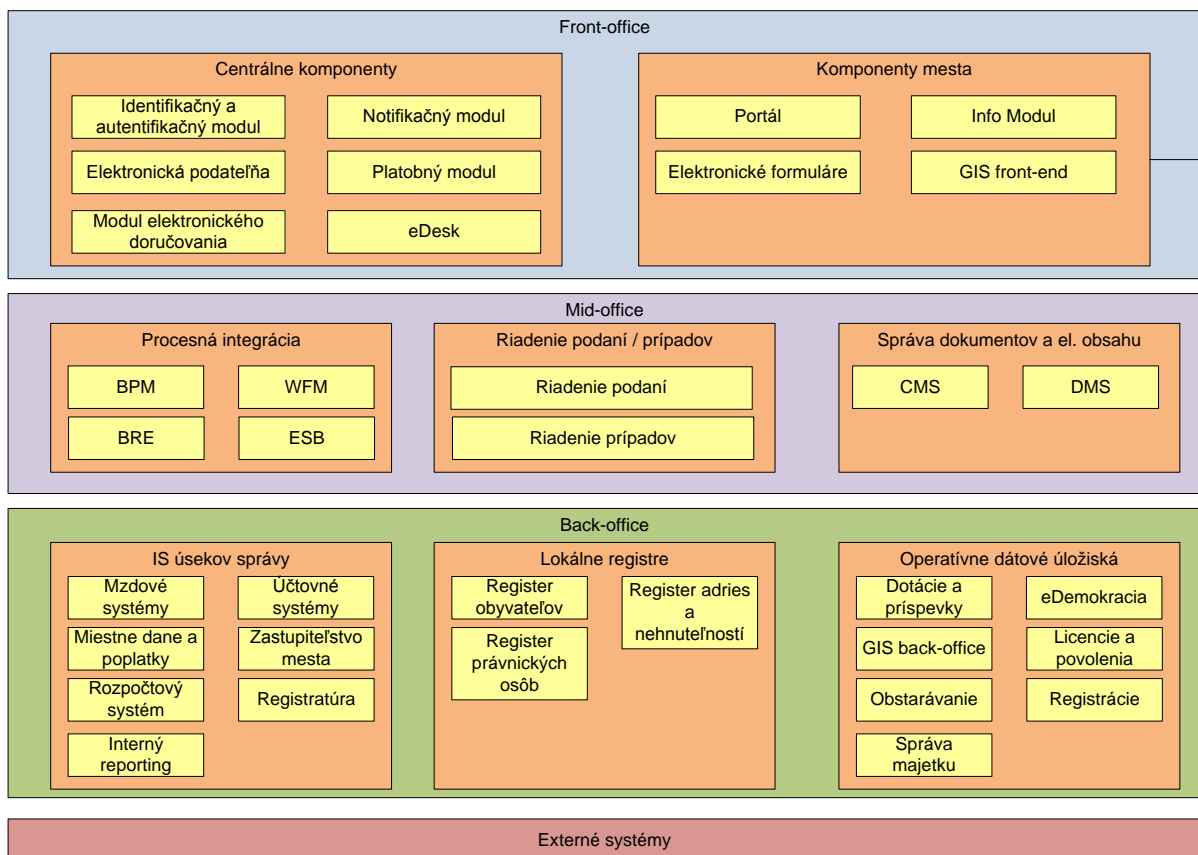 Front-office
Centrálne komponenty
Identifikačný a
autentifikačný modul
Notifikačný modul
Elektronická podateľňa
Platobný modul
Modul elektronického
doručovania
eDesk
Komponenty mesta
Portál
Info Modul
Elektronické formuláre
GIS front-end
Mid-office
Procesná integrácia
BPM
WFM
BRE
ESB
Riadenie podaní / prípadov
Riadenie podaní
Riadenie prípadov
Správa dokumentov a el. obsahu
CMS
DMS
Back-office
IS úsekov správy
Mzdové
systémy
Účtovné
systémy
Miestne dane a
poplatky
Zastupiteľstvo
mesta
Rozpočtový
systém
Registratúra
Interný
reporting
Lokálne registre
Register
obyvateľov
Register adries
a
nehnuteľností
Register
právnických
osôb
Operatívne dátové úložiská
Dotácie a
príspevky
eDemokracia
GIS back-office
Licencie a
povolenia
Obstarávanie
Registrácie
Správa
majetku
Externé systémy